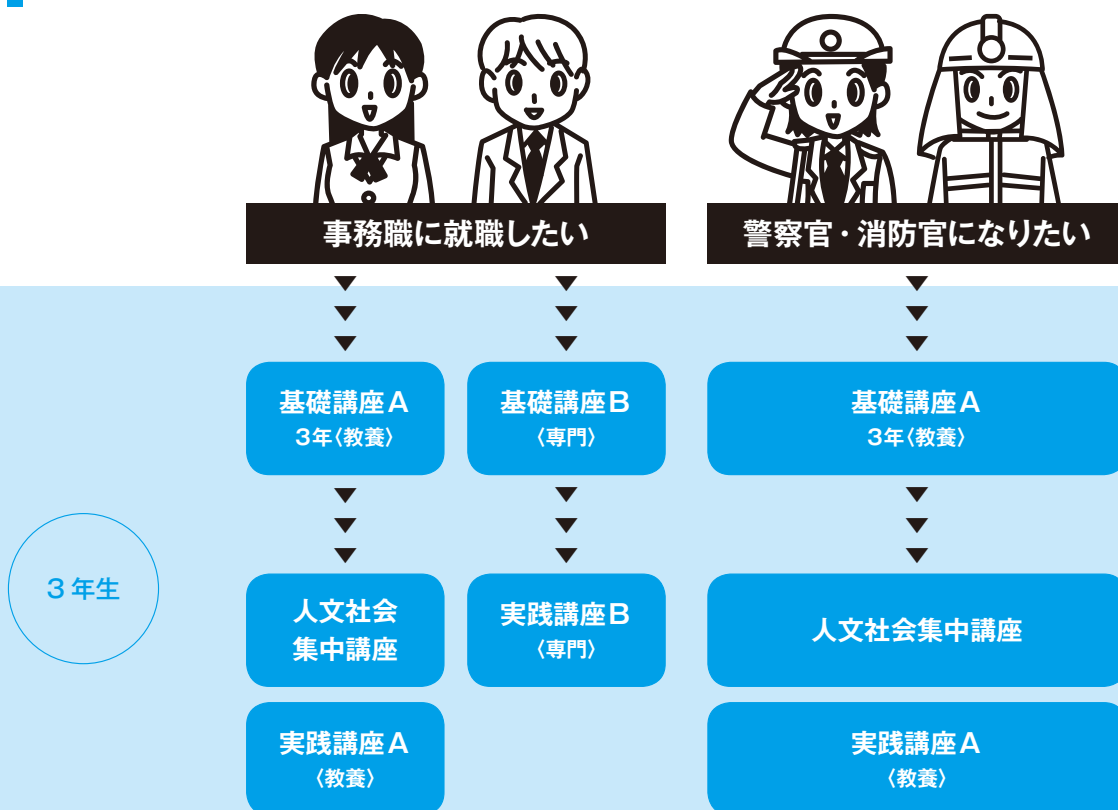 事務職に就職したい
警察官・消防官になりたい
基礎講座A
3年〈教養〉
基礎講座B
〈専門〉
基礎講座A
3年〈教養〉
3年生
人文社会
集中講座
実践講座B
〈専門〉
人文社会集中講座
実践講座A
〈教養〉
実践講座A
〈教養〉